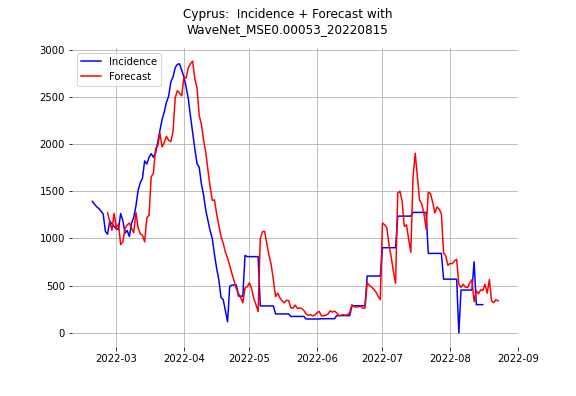 Cyprus:  Incidence + Forecast with
WaveNet_MSE0.00053_20220815
Incidence
Forecast
3000
2500
2000
1500
1000
500
0
2022-03 2022-04 2022-05 2022-06 2022-07 2022-08 2022-09